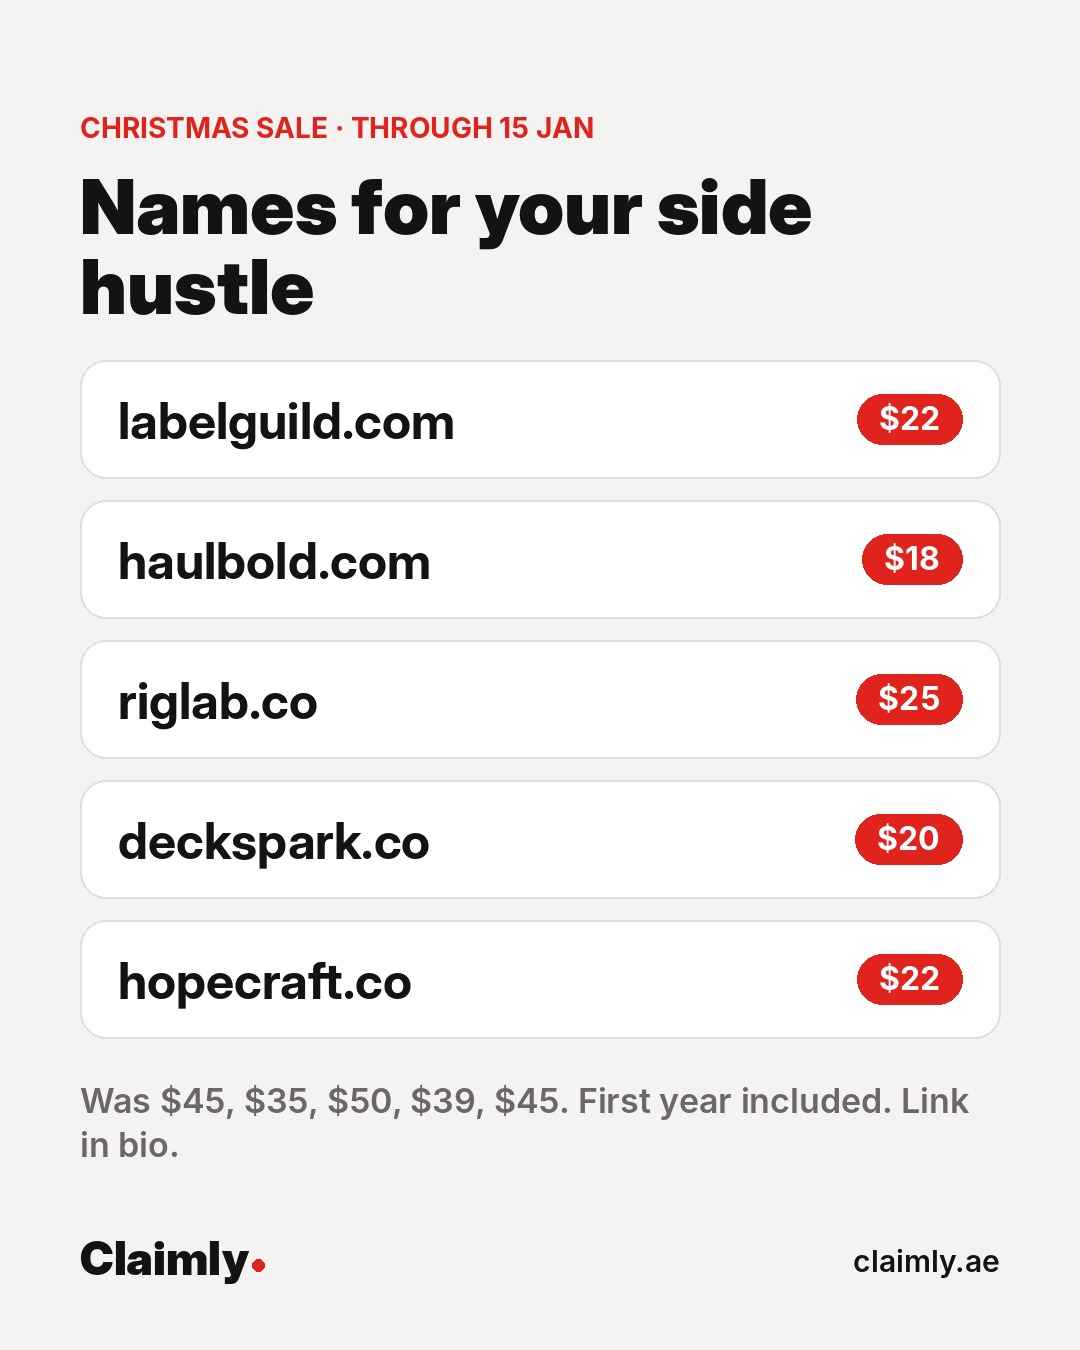 CHRISTMAS SALE · THROUGH 15 JAN
Names for your side
hustle
labelguild.com $22
haulbold.com $18
riglab.co $25
deckspark.co $20
hopecraft.co $22
Was $45, $35, $50, $39, $45. First year included. Link
in bio.
Claimly. claimly.ae